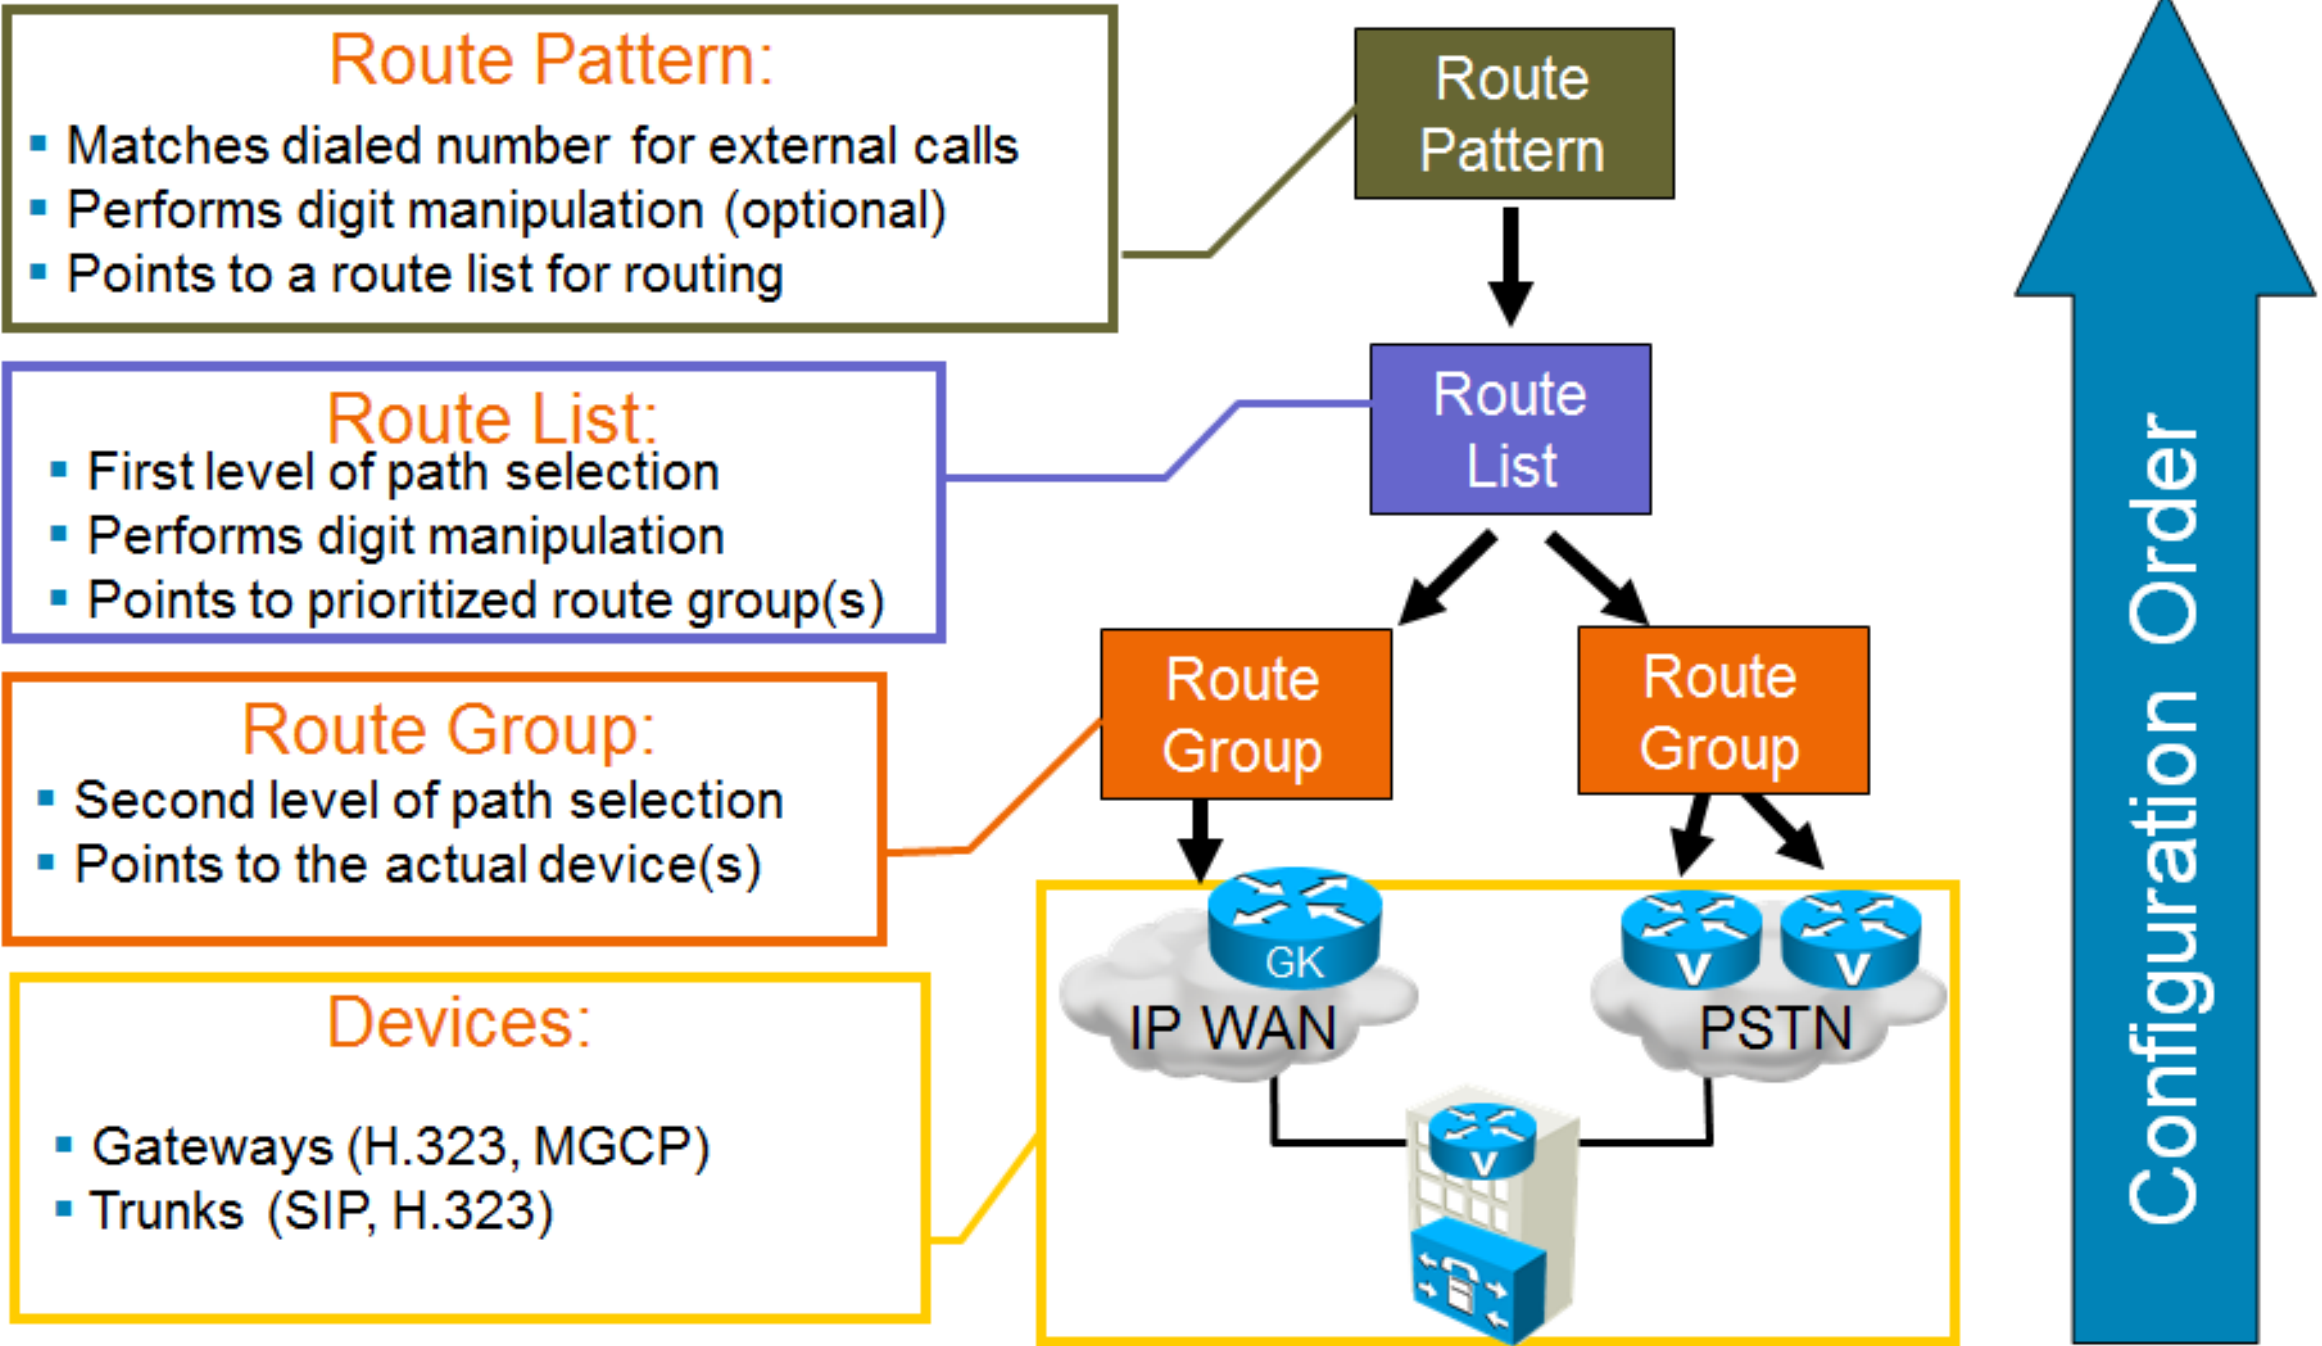 Route Pattern:
Matches dialed number for external calls
Performs digit manipulation (optional)
Points to a route list for routing
Route List:
First level of path selection
Performs digit manipulation
Points to prioritized route group(s)
Route Group:
Second level of path selection
Points to the actual device(s)
Devices:
Gateways (H.323, MGCP)
Trunks (SIP, H.323)
Route
Pattern
Route
List
Route
Group
Route
Group
GK
IP WAN
V
V
PSTN
V
Configuration Order